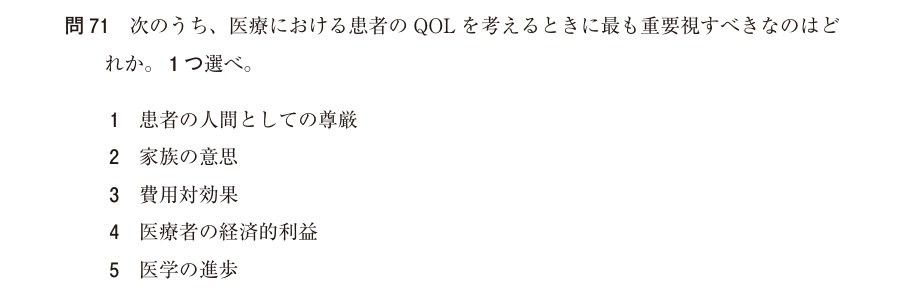 問71 次のうち、医療における患者の QOL を考えるときに最も重要視すべきなのはど
れか。 1つ選べ。
1 患者の人間としての尊厳
2 家族の意思
3 費用対効果
4 医療者の経済的利益
5 医学の進歩